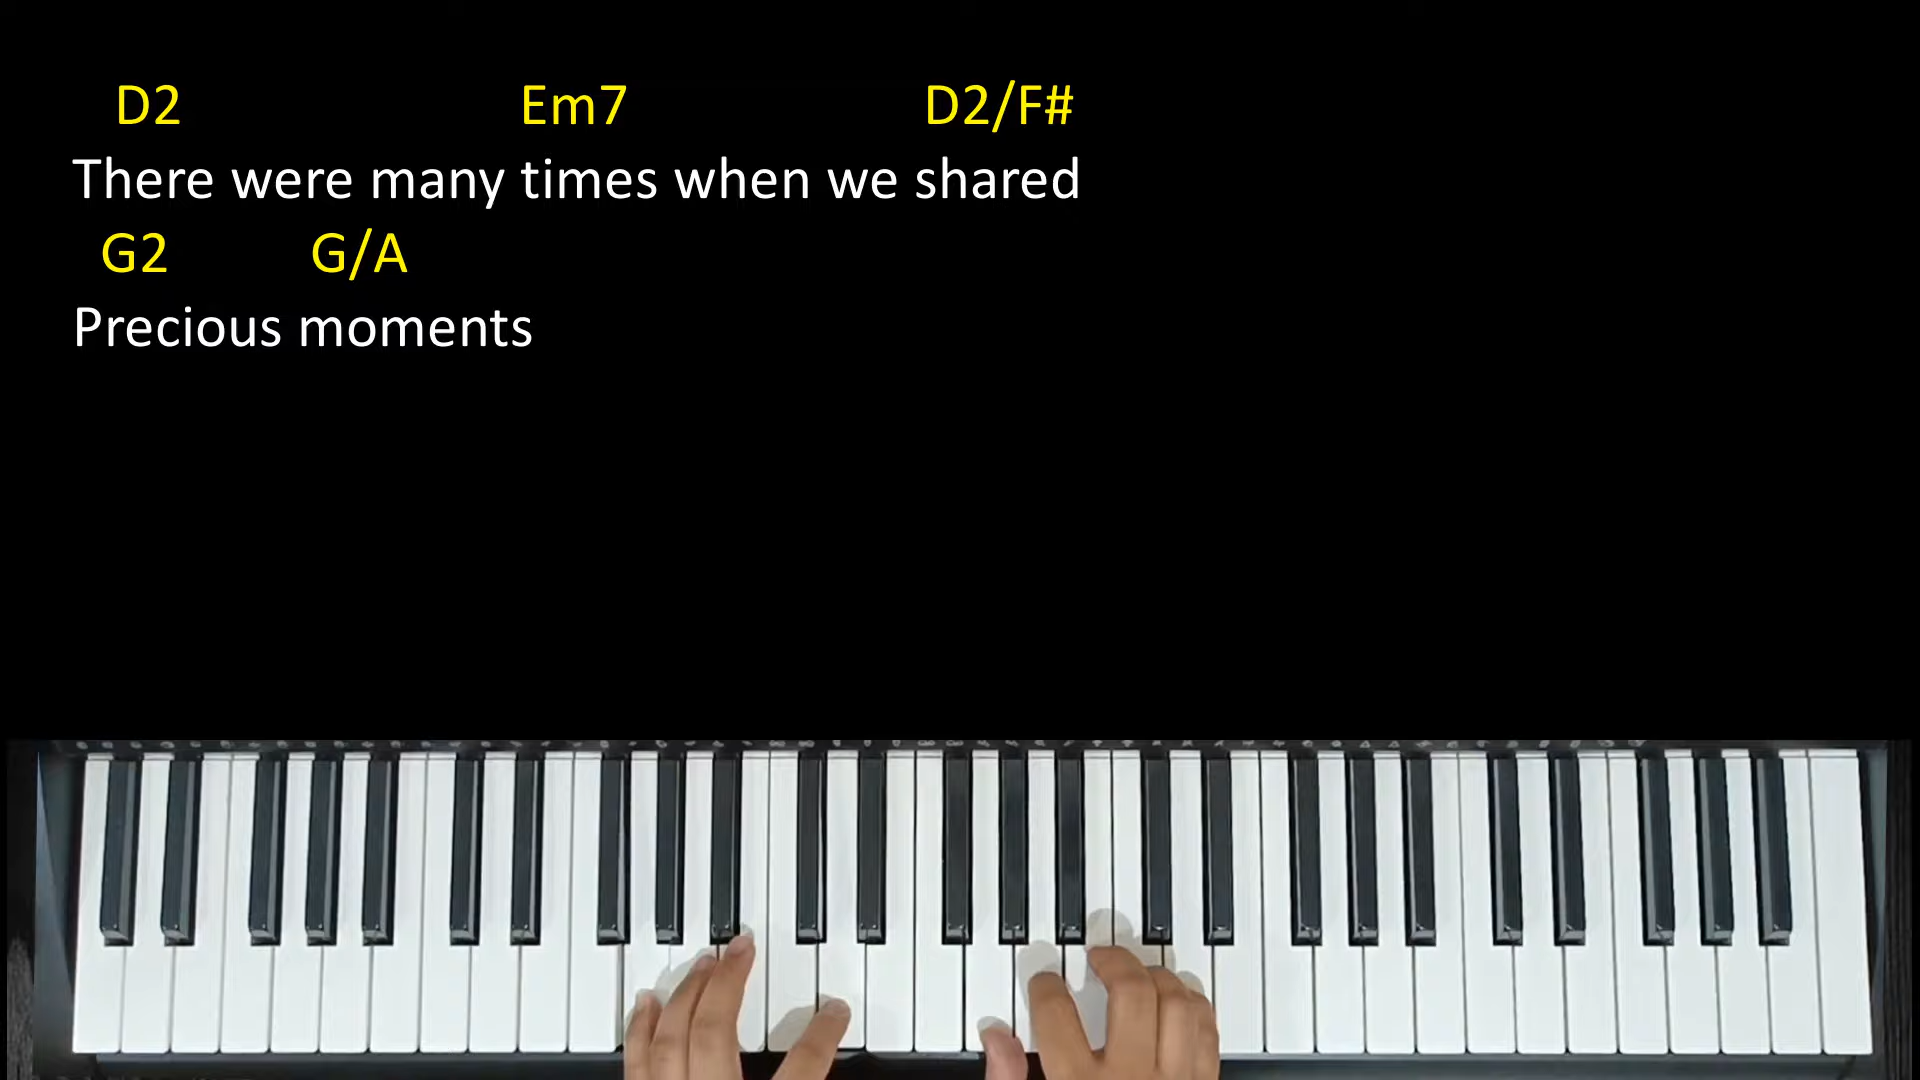 D2 Em7 D2/F#
There were many times when we shared
G2 G/A
Precious moments